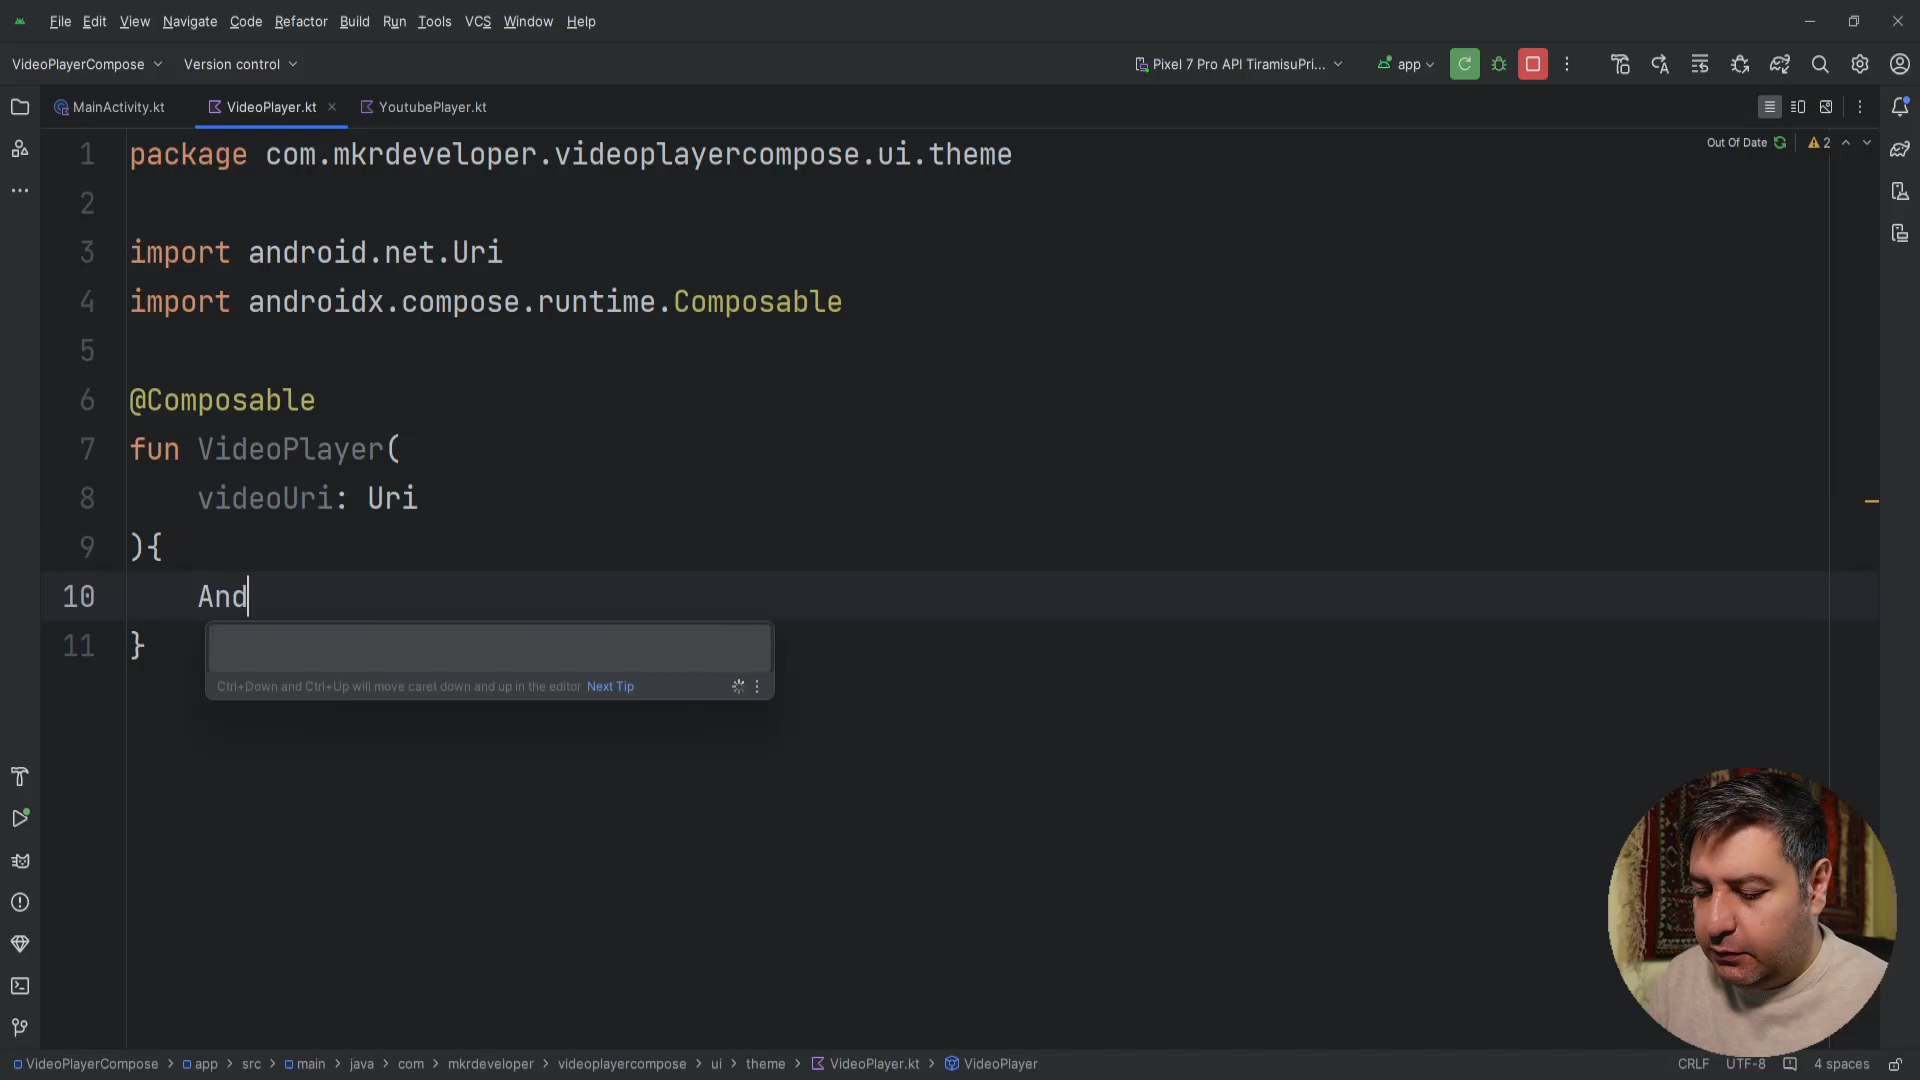 File Edit View Navigate Code Refactor Build Run Tools VCS Window Help
VideoPlayerCompose Version control Pixel 7 Pro API TiramisuPri... app
MainActivity.kt VideoPlayer.kt YoutubePlayer.kt
Out Of Date 2
1 package com.mkrdeveloper.videoplayercompose.ui.theme
2
3 import android.net.Uri
4 import androidx.compose.runtime.Composable
5
6 @Composable
7 fun VideoPlayer(
8 videoUri: Uri
9 ){
10 And
11 }
Ctrl+Down and Ctrl+Up will move caret down and up in the editor Next Tip
VideoPlayerCompose > app > src > main > java > com > mkrdeveloper > videoplayercompose > ui > theme > VideoPlayer.kt > VideoPlayer CRLF UTF-8 4 spaces